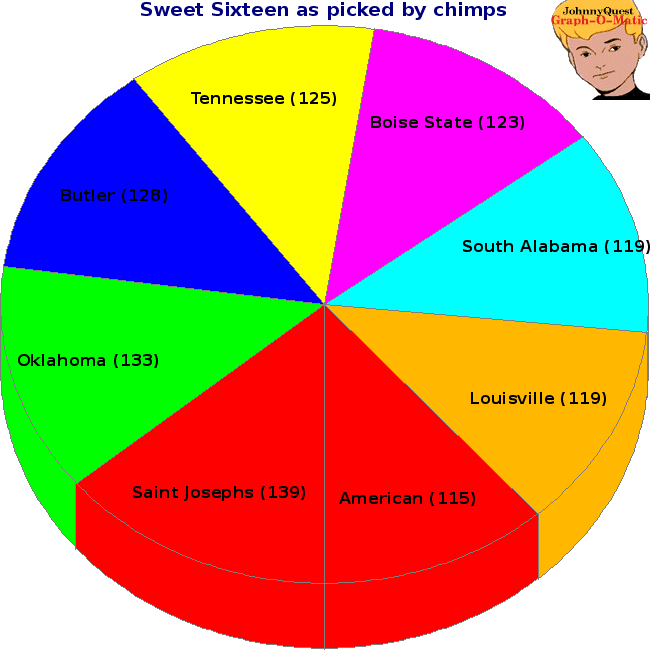 Sweet Sixteen as picked by chimps
JohnnyQuest
Graph-O-Matic
Tennessee (125)
Boise State (123)
Butler (128)
South Alabama (119)
Oklahoma (133)
Louisville (119)
Saint Josephs (139)
American (115)